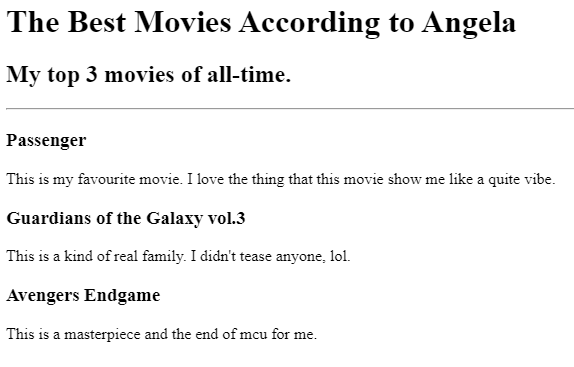 The Best Movies According to Angela
My top 3 movies of all-time.
Passenger
This is my favourite movie. I love the thing that this movie show me like a quite vibe.
Guardians of the Galaxy vol.3
This is a kind of real family. I didn't tease anyone, lol.
Avengers Endgame
This is a masterpiece and the end of mcu for me.